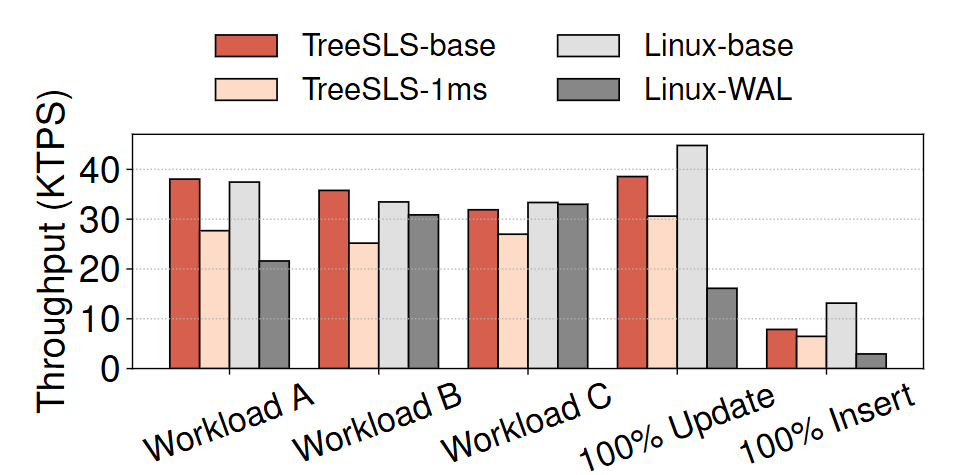 TreeSLS-base
Linux-base
TreeSLS-1ms
Linux-WAL
Throughput (KTPS)
40
30
20
10
0
Workload A
Workload B
Workload C
100% Update
100% Insert